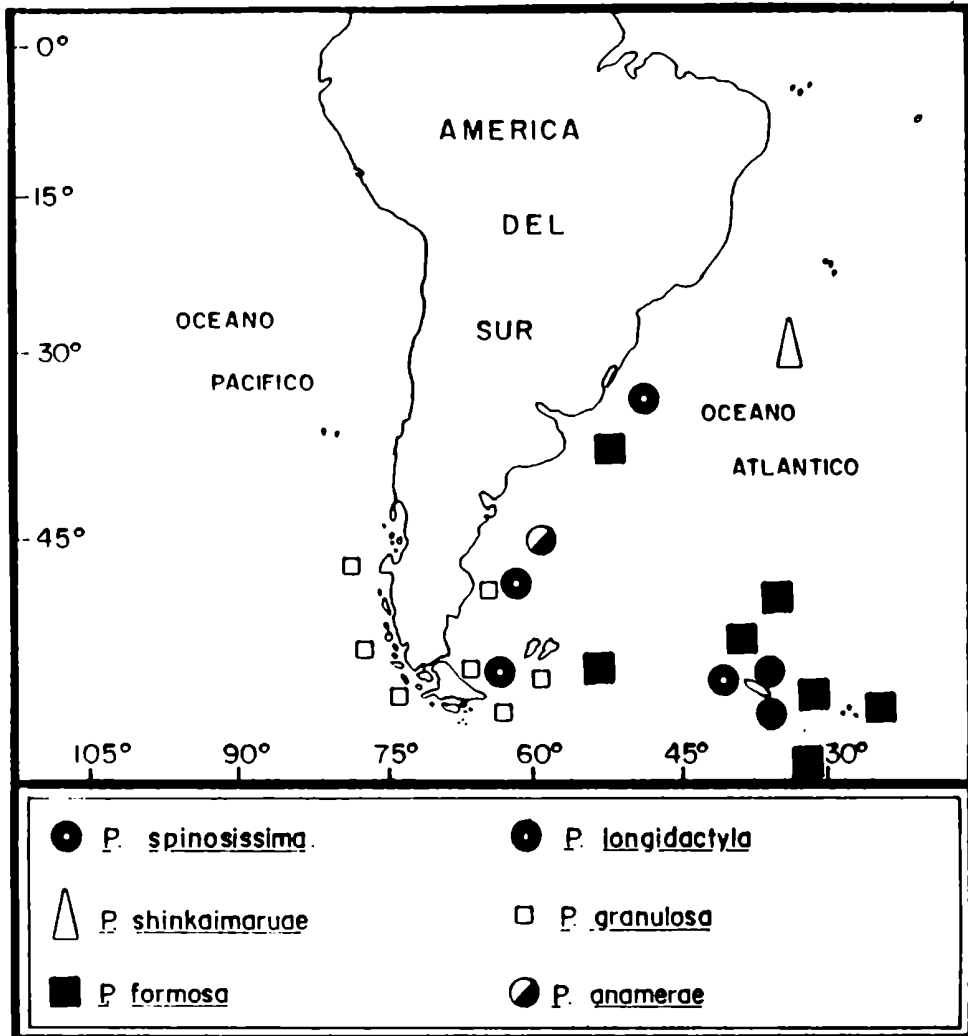 0°
AMERICA
15°
DEL
OCEANO
SUR
30°
PACIFICO
OCEANO
ATLANTICO
45°
105° 90° 75° 60° 45° 30°
P. spinosissima. P. longidactyla
P. shinkaimaruae P. granulosa
P. formosa P. anamerae